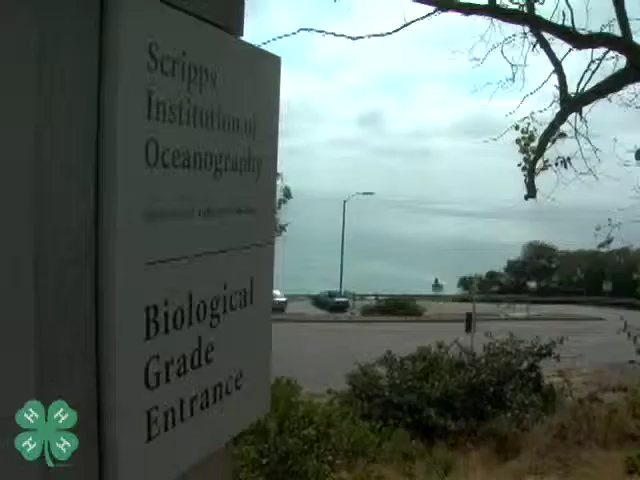 Scripps
Institution of
Oceanography
Biological
Grade
Entrance
H H
H H